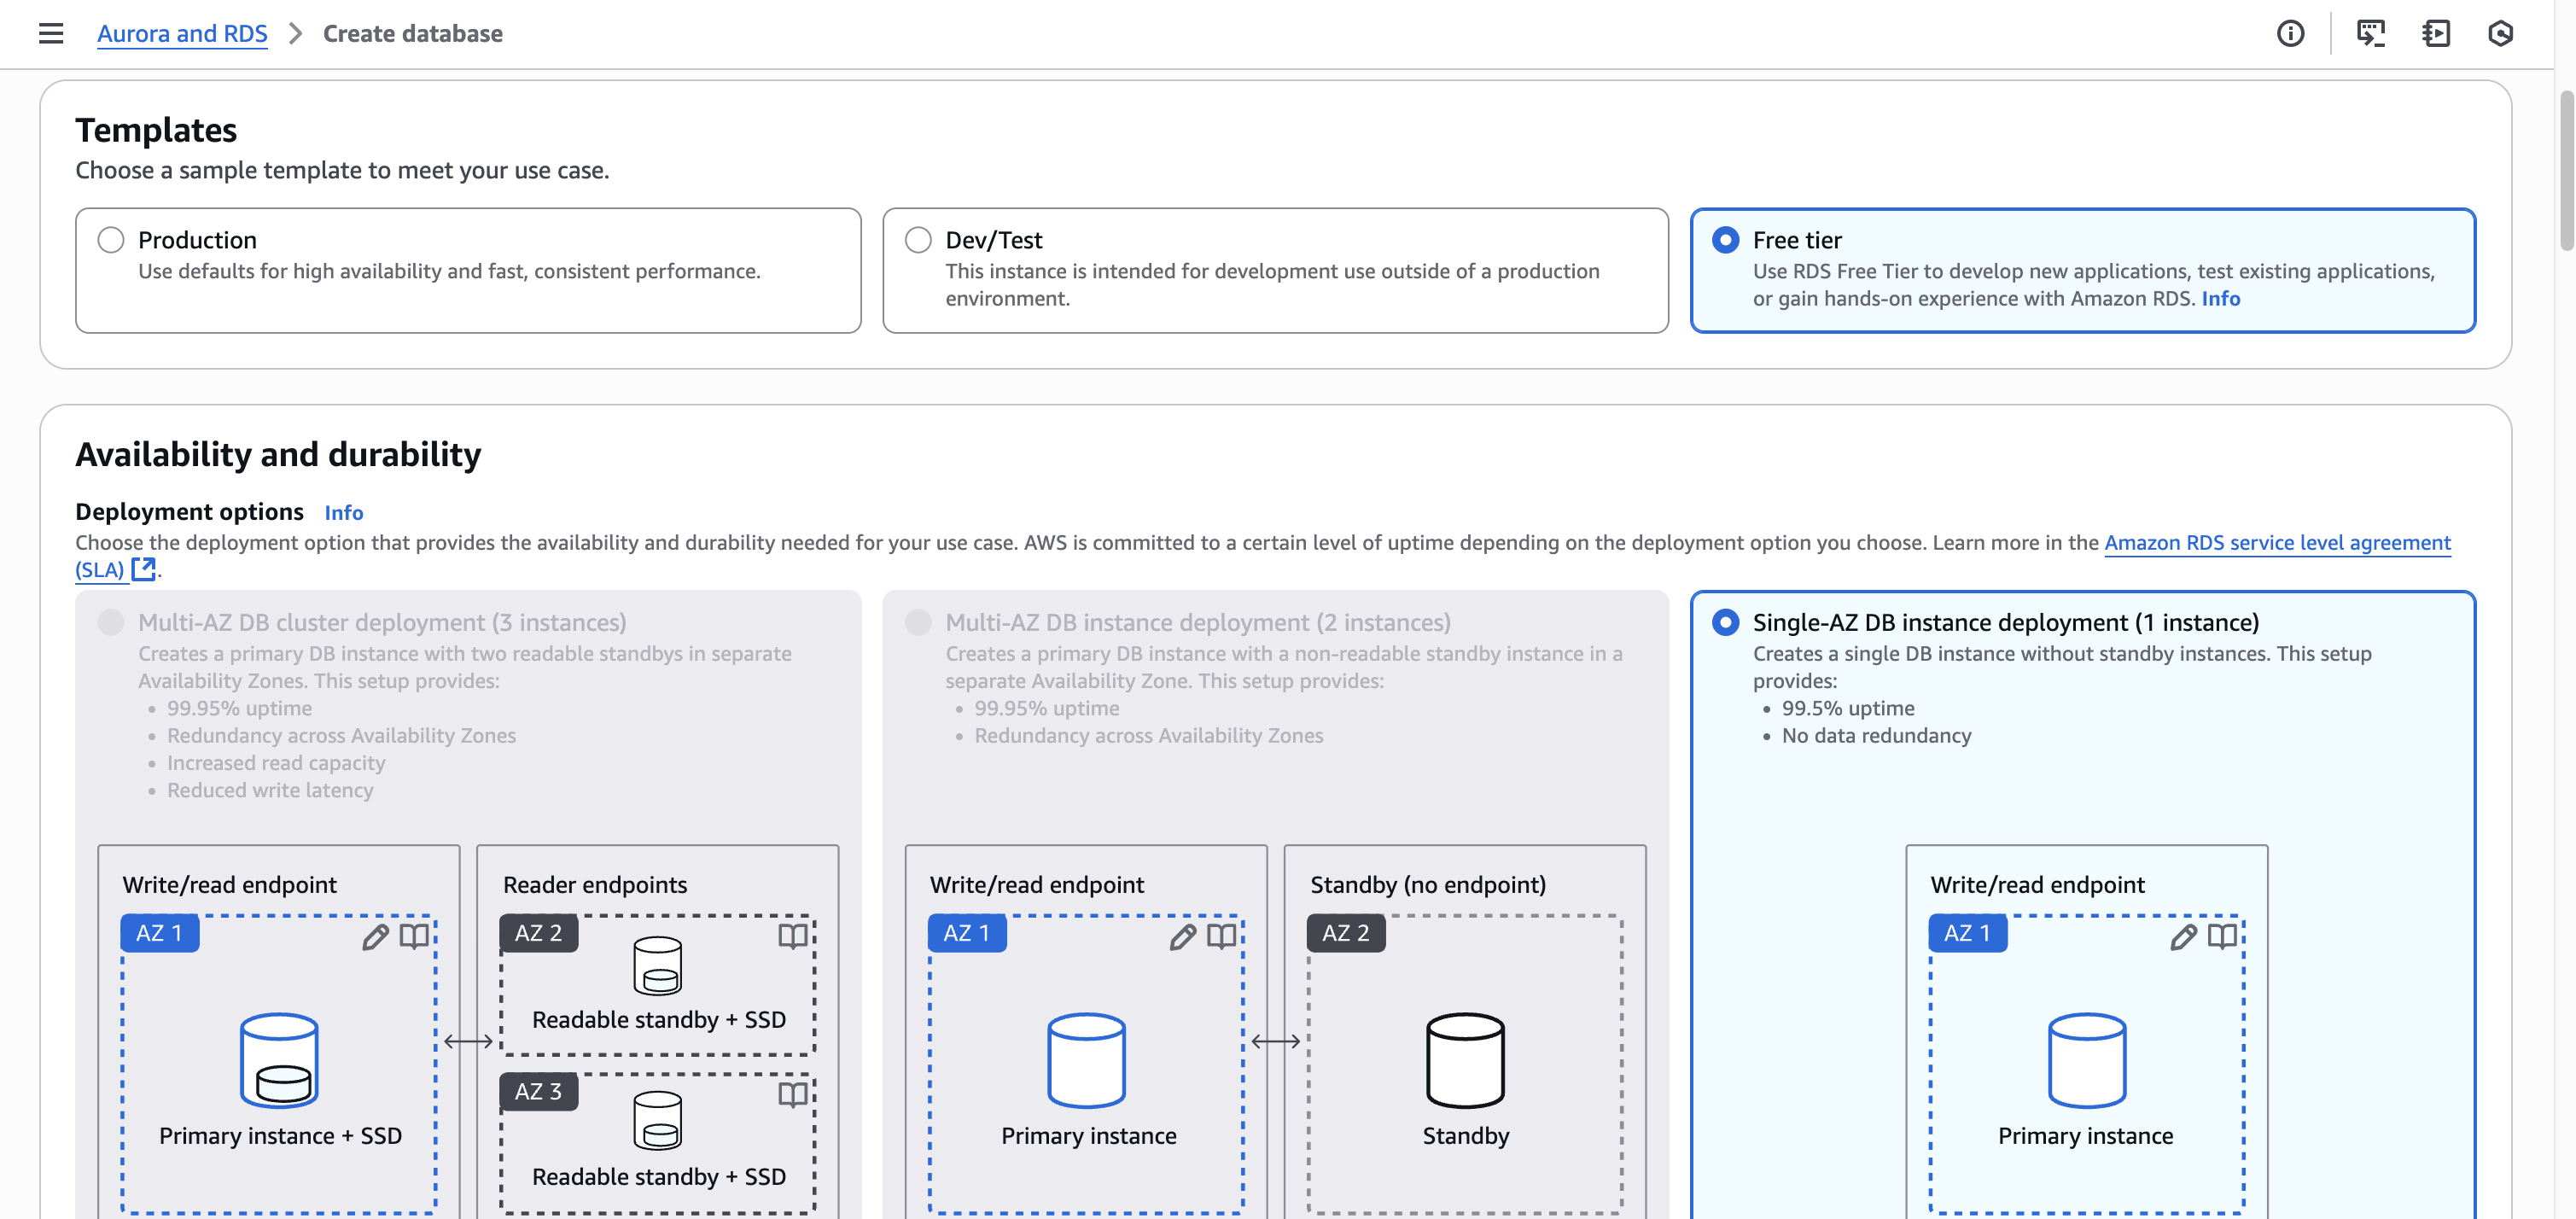 Aurora and RDS
Create database
Templates
Choose a sample template to meet your use case.
Production
Use defaults for high availability and fast, consistent performance.
Dev/Test
This instance is intended for development use outside of a production
environment.
Free tier
Use RDS Free Tier to develop new applications, test existing applications,
or gain hands-on experience with Amazon RDS. Info
Availability and durability
Deployment options Info
Choose the deployment option that provides the availability and durability needed for your use case. AWS is committed to a certain level of uptime depending on the deployment option you choose. Learn more in the Amazon RDS service level agreement
(SLA) .
Multi-AZ DB cluster deployment (3 instances)
Creates a primary DB instance with two readable standbys in separate
Availability Zones. This setup provides:
• 99.95% uptime
• Redundancy across Availability Zones
• Increased read capacity
• Reduced write latency
Write/read endpoint
AZ 1
Primary instance + SSD
Reader endpoints
AZ 2
Readable standby + SSD
AZ 3
Readable standby + SSD
Multi-AZ DB instance deployment (2 instances)
Creates a primary DB instance with a non-readable standby instance in a
separate Availability Zone. This setup provides:
• 99.95% uptime
• Redundancy across Availability Zones
Write/read endpoint
AZ 1
Primary instance
Standby (no endpoint)
AZ 2
Standby
Single-AZ DB instance deployment (1 instance)
Creates a single DB instance without standby instances. This setup
provides:
• 99.5% uptime
• No data redundancy
Write/read endpoint
AZ 1
Primary instance